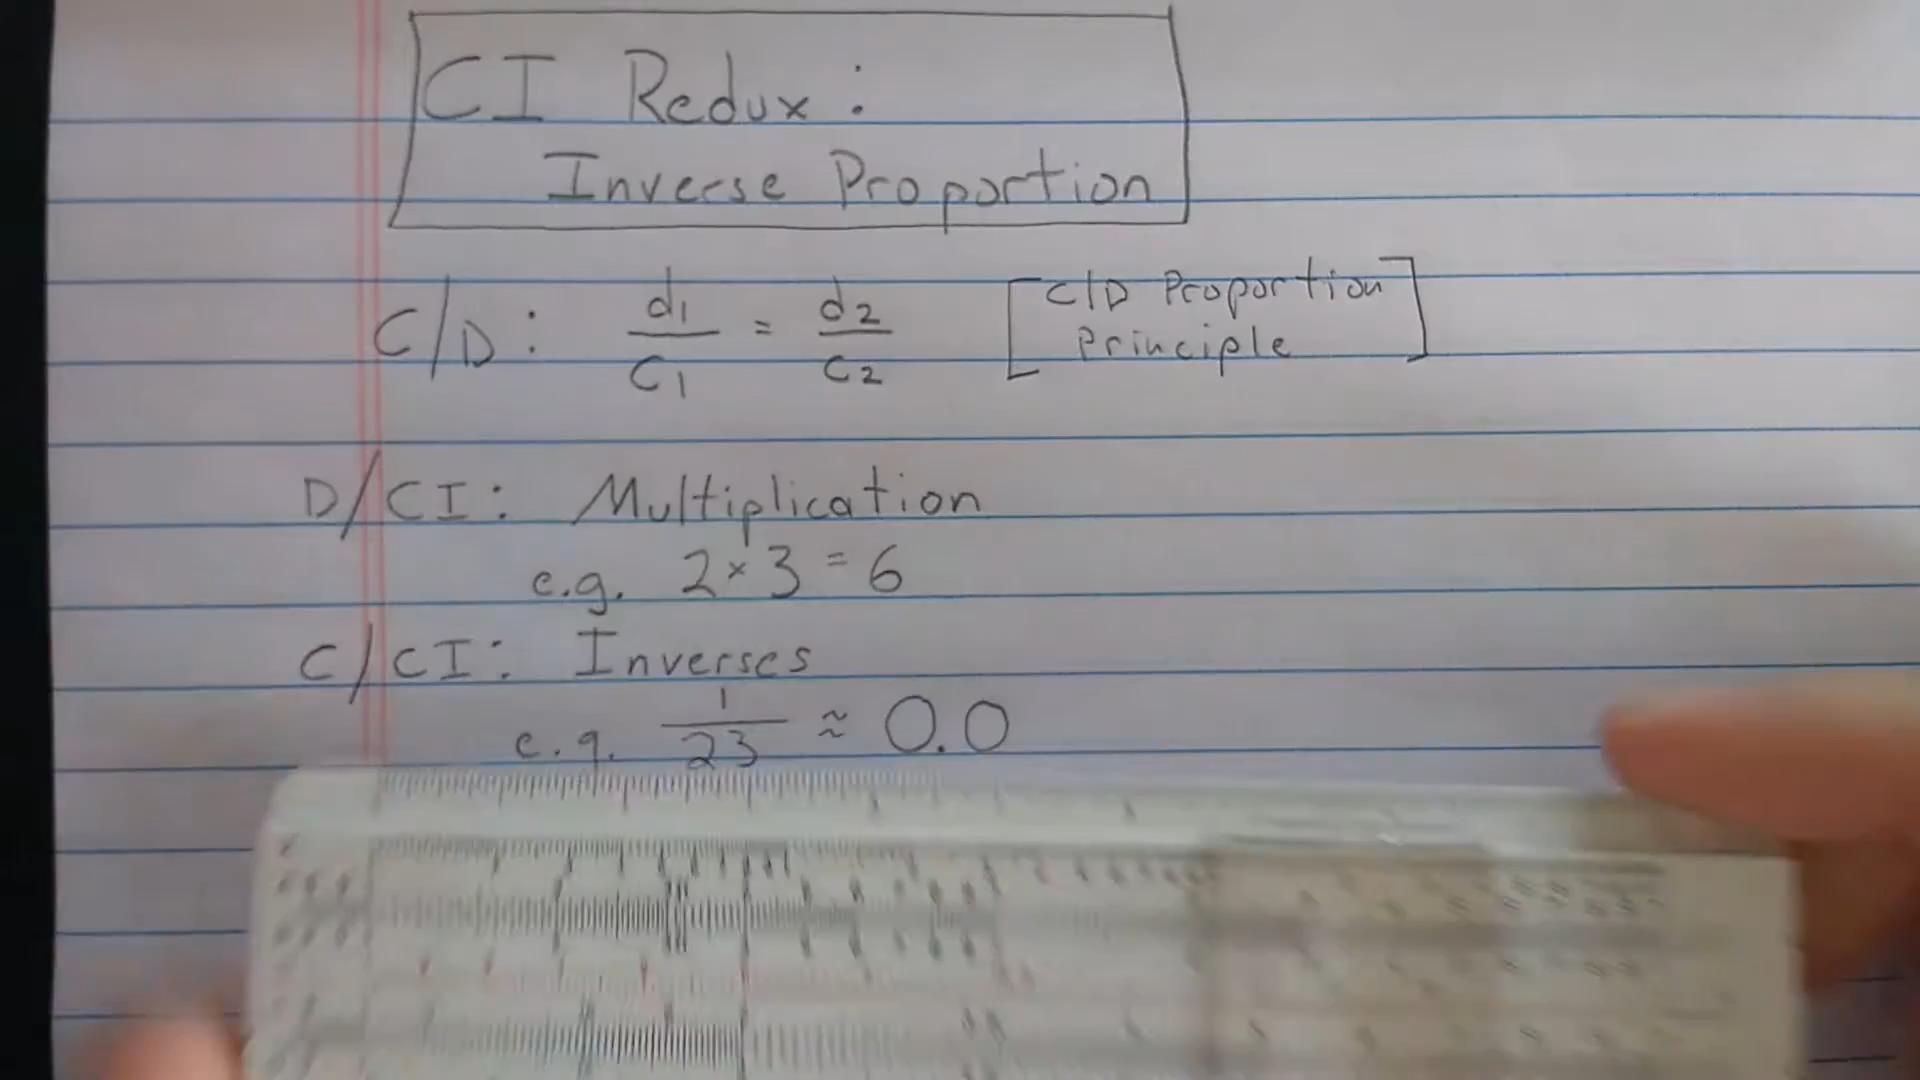 CI Redux:
Inverse Proportion
C/D: d1/C1 = d2/C2 [C/D Proportion Principle]
D/CI: Multiplication
e.g. 2×3=6
C/CI: Inverses
e.g. 1/23 ≈ 0.0